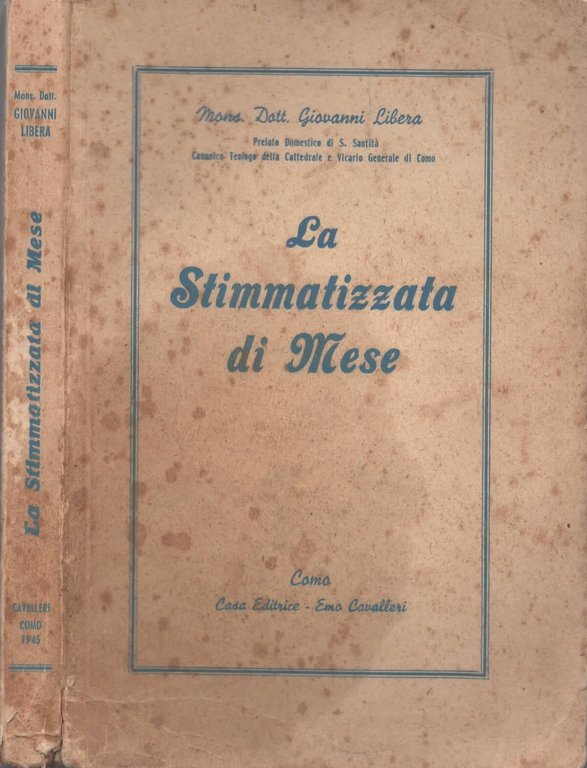 Mons. Dott.
GIOVANNI
LIBERA
La Stimmatizzata di Mese
CAVALLERI
COMO
1945
Mons. Dott. Giovanni Libera
Prelato Domestico di S. Santità
Canonico Teologo della Cattedrale e Vicario Generale di Como
La
Stimmatizzata
di Mese
Como
Casa Editrice - Emo Cavalleri